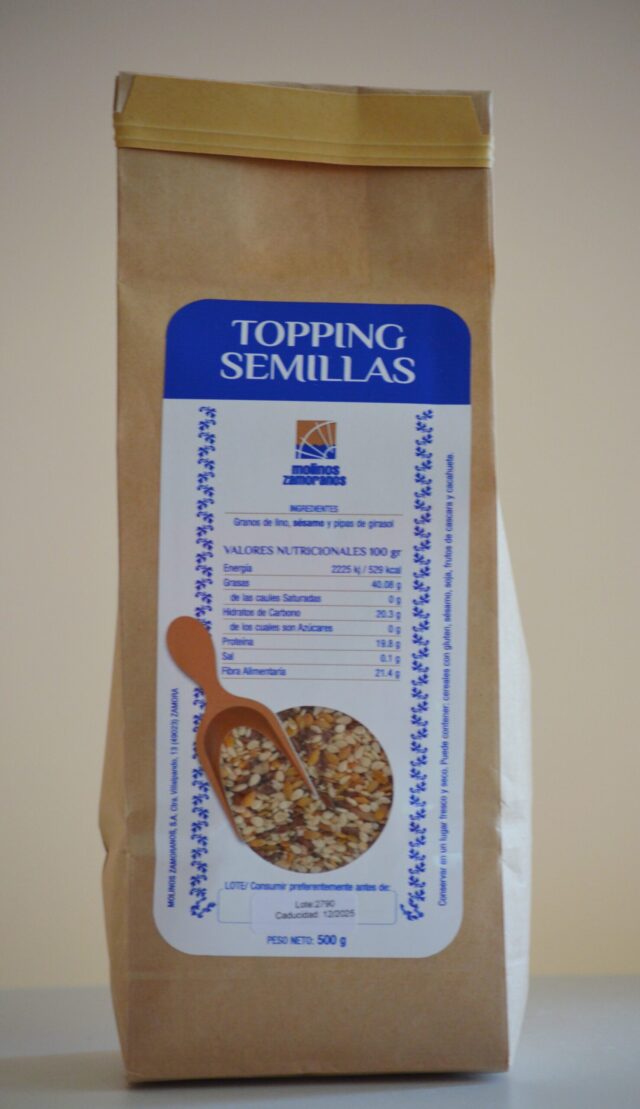 TOPPING
SEMILLAS
molinos
zamoranos
INGREDIENTES
Granos de lino, sésamo y pipas de girasol
VALORES NUTRICIONALES 100 gr
Energía 2225 kj / 529 kcal
Grasas 40.08 g
de las cuales Saturadas 0 g
Hidratos de Carbono 20.3 g
de los cuales son Azúcares 0 g
Proteína 19.8 g
Sal 0.1 g
Fibra Alimentaria 21.4 g
LOTE/ Consumir preferentemente antes de:
Lote:2790
Caducidad: 12/2025
PESO NETO: 500 g
MOLINOS ZAMORANOS, S.A. Ctra. Villalpando, 13 (49023) ZAMORA
Conservar en un lugar fresco y seco. Puede contener: cereales con gluten, sésamo, soja, frutos de cascara y cacahuete.